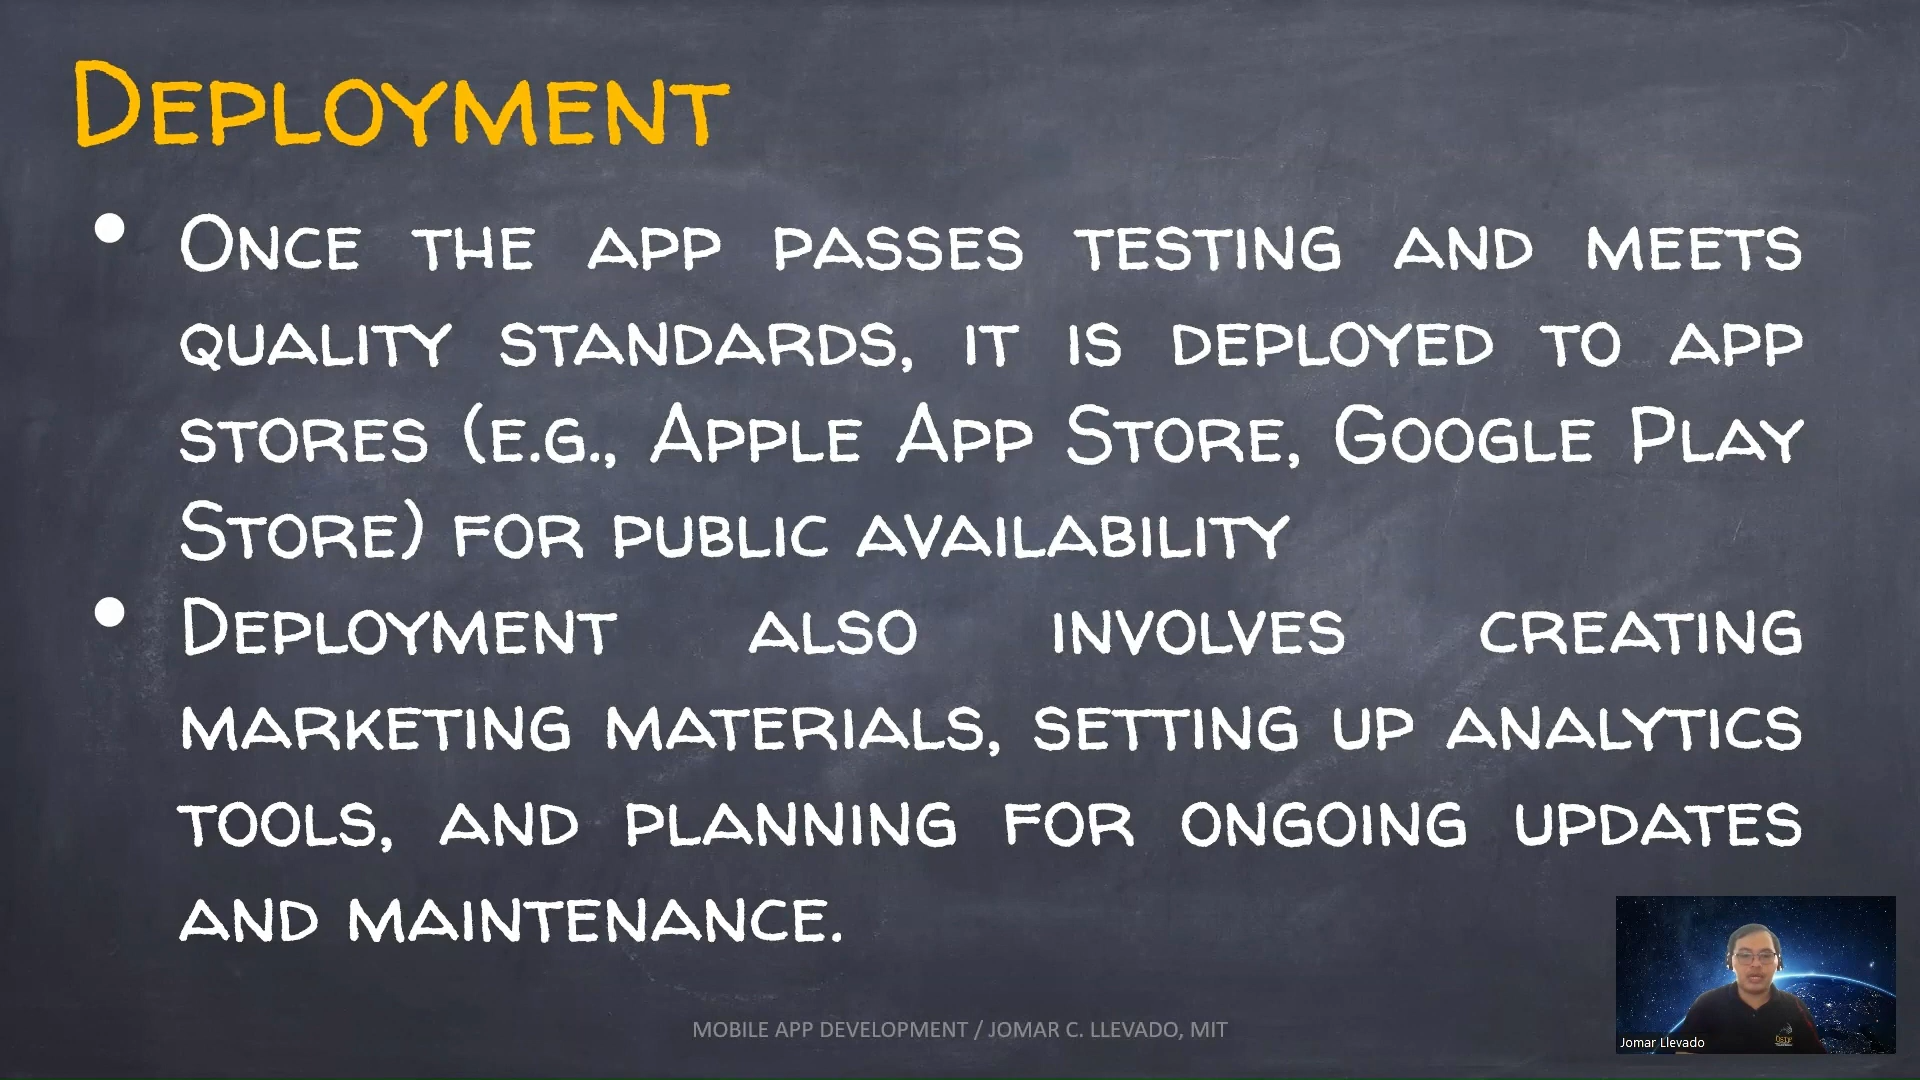 Deployment
• Once the app passes testing and meets
quality standards, it is deployed to app
stores (e.g., Apple App Store, Google Play
Store) for public availability
• Deployment also involves creating
marketing materials, setting up analytics
tools, and planning for ongoing updates
and maintenance.
MOBILE APP DEVELOPMENT / JOMAR C. LLEVADO, MIT
Jomar Llevado